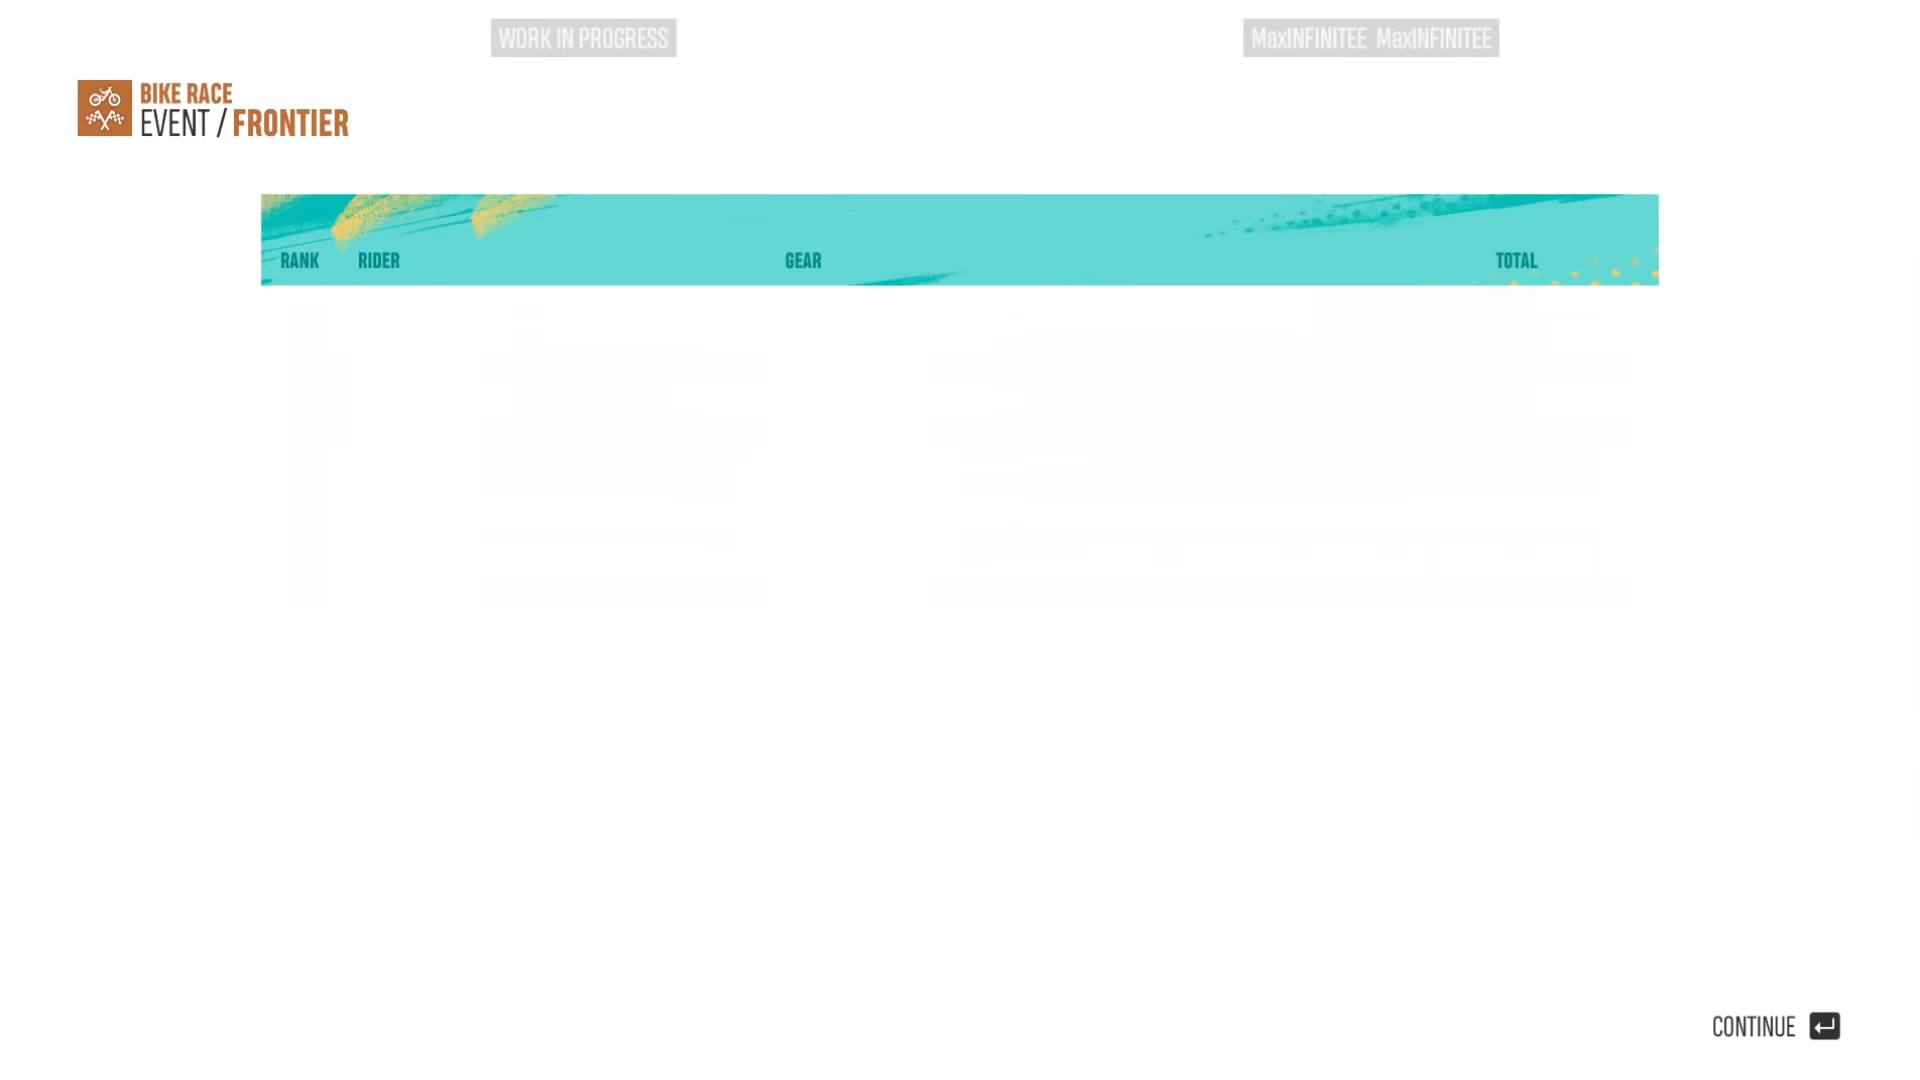 WORK IN PROGRESS
MaxINFINITEE MaxINFINITEE
BIKE RACE
EVENT / FRONTIER
RANK RIDER GEAR TOTAL
CONTINUE